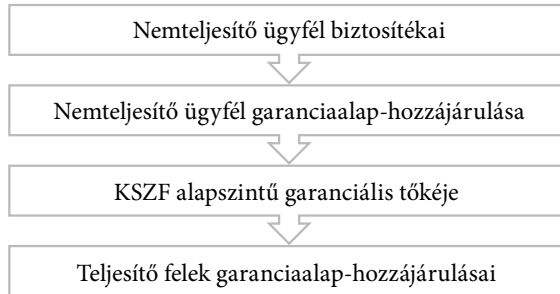 Nemteljesítő ügyfél biztosítékai
Nemteljesítő ügyfél garanciaalap-hozzájárulása
KSZF alapszintű garanciális tőkéje
Teljesítő felek garanciaalap-hozzájárulásai